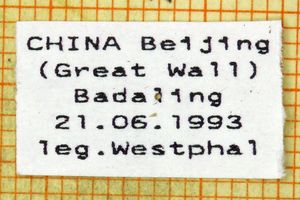 CHINA Beijing
(Great Wall)
Badaling
21.06.1993
leg.Westphal